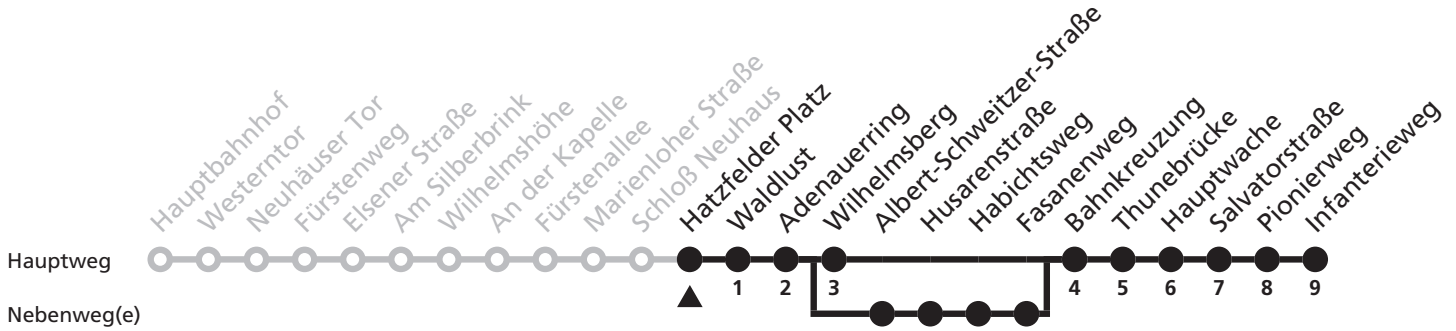 Hauptbahnhof
Westerntor
Neuhäuser Tor
Fürstenweg
Elsener Straße
Am Silberbrink
Wilhelmshöhe
An der Kapelle
Fürstenallee
Marienloher Straße
Schloß Neuhaus
Hatzfelder Platz
Waldlust
Adenauerring
Wilhelmsberg
Albert-Schweitzer-Straße
Husarenstraße
Habichtsweg
Fasanenweg
Bahnkreuzung
Thunebrücke
Hauptwache
Salvatorstraße
Pionierweg
Infanterieweg
Hauptweg
1 2 3 4 5 6 7 8 9
Nebenweg(e)